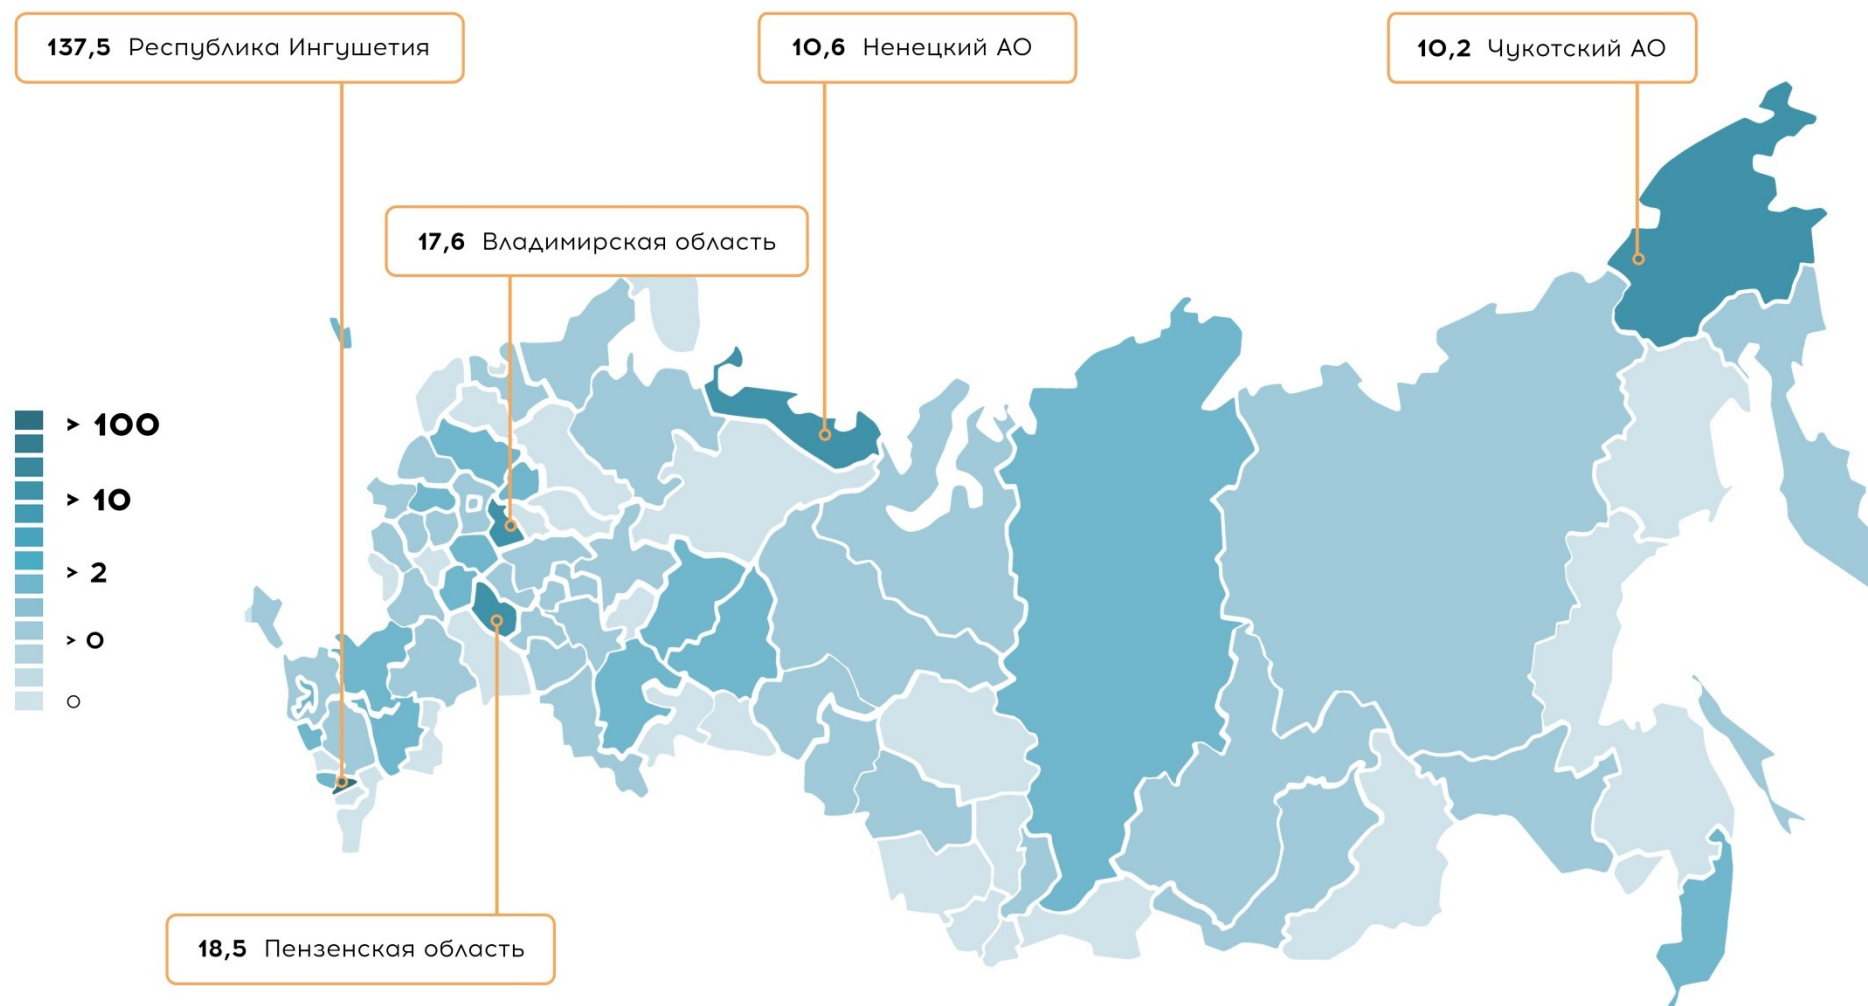 137,5 Республика Ингушетия
10,6 Ненецкий АО
10,2 Чукотский АО
17,6 Владимирская область
> 100
> 10
> 2
> 0
0
18,5 Пензенская область